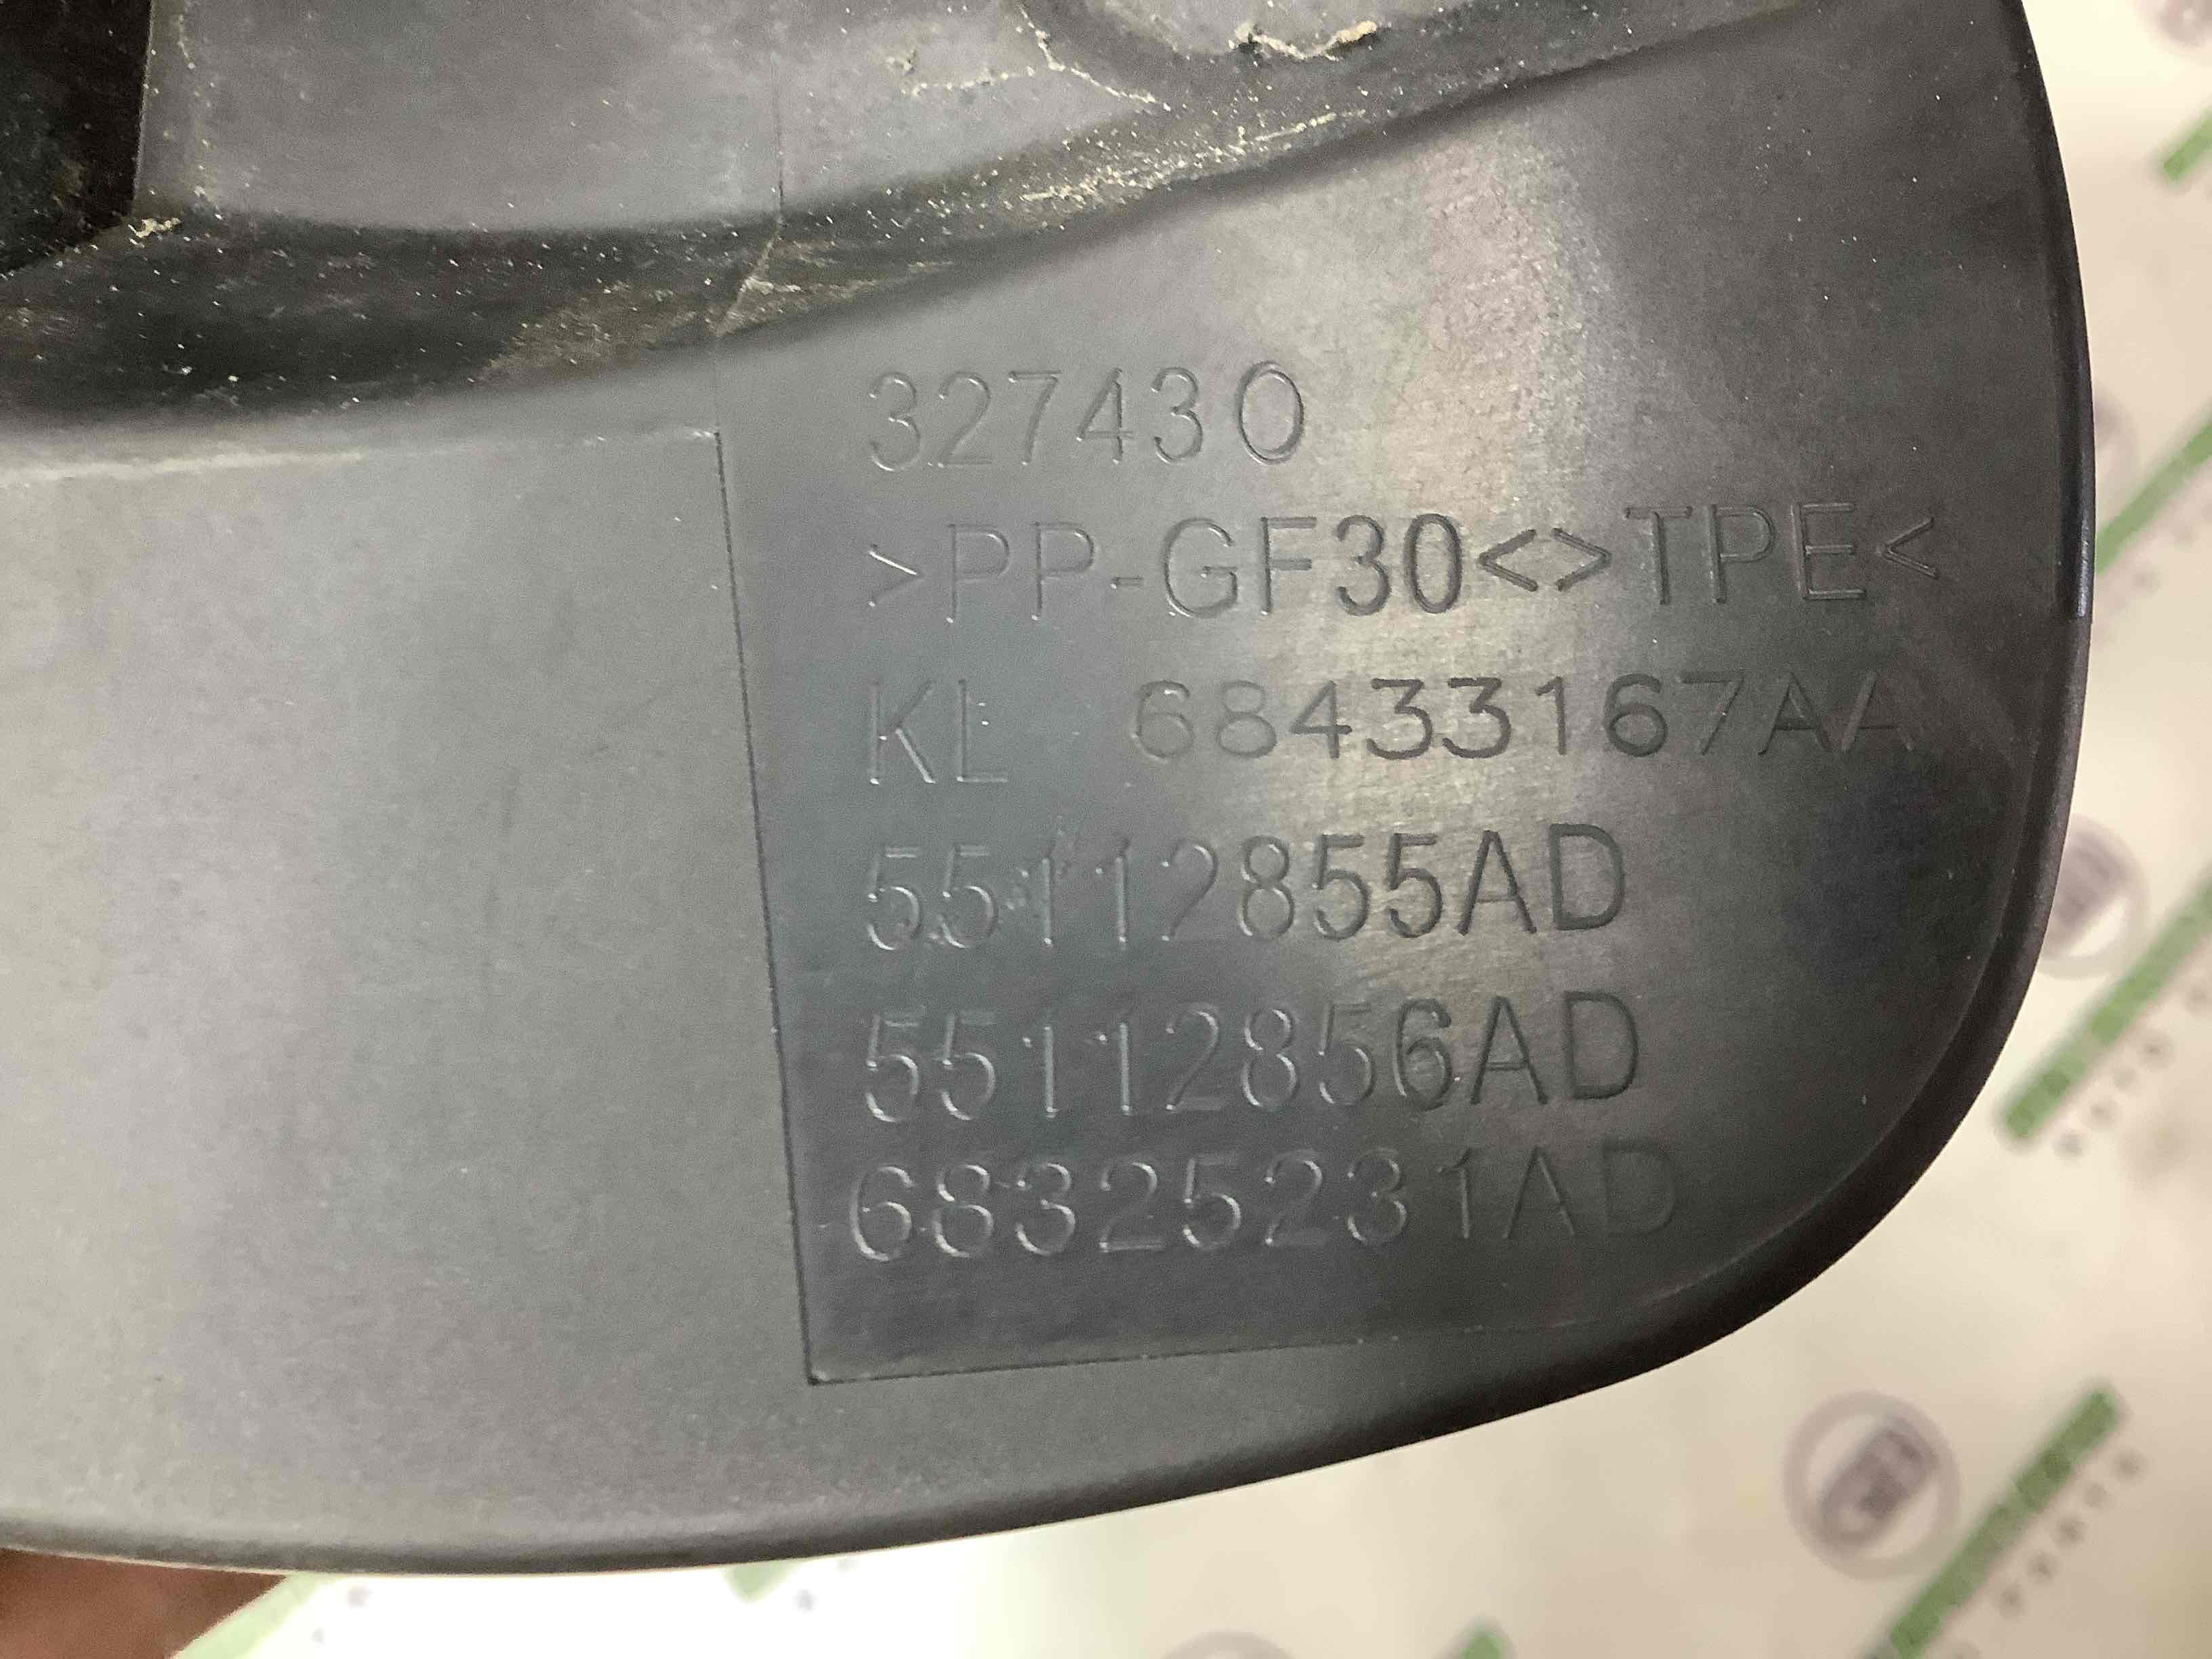 327430
>PP-GF30<>TPE<
KL 68433167AA
55112855AD
55112856AD
68325231AD